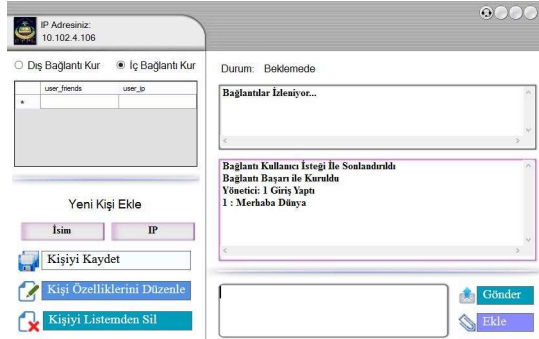 IP Adresiniz:
10.102.4.106
Dış Bağlantı Kur
İç Bağlantı Kur
user_friends
user_ip
Yeni Kişi Ekle
İsim
IP
Kişiyi Kaydet
Kişi Özelliklerini Düzenle
Kişiyi Listemden Sil
Durum: Beklemede
Bağlantılar İzleniyor...
Bağlantı Kullanıcı İsteği İle Sonlandırıldı
Bağlantı Başarı ile Kuruldu
Yönetici: 1 Giriş Yaptı
1 : Merhaba Dünya
Gönder
Ekle